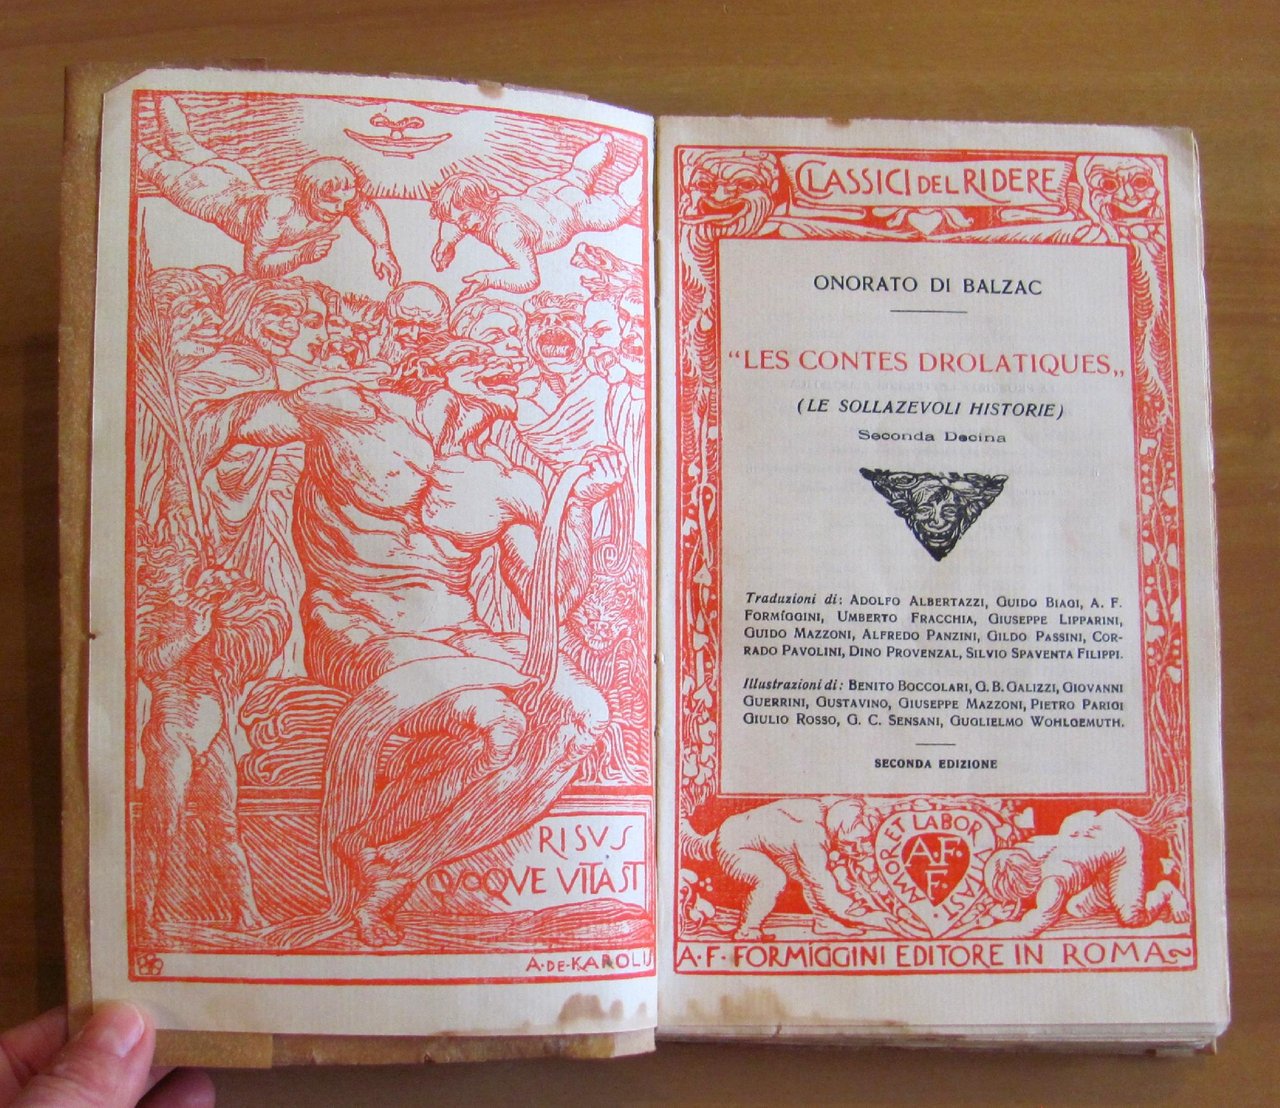 RISVS
QVOQVE VITAST
A·DE·KAROLIS
CLASSICI DEL RIDERE
ONORATO DI BALZAC
“LES CONTES DROLATIQUES„
(LE SOLLAZEVOLI HISTORIE)
Seconda Decina
Traduzioni di: ADOLFO ALBERTAZZI, GUIDO BIAGI, A. F.
FORMÍGGINI, UMBERTO FRACCHIA, GIUSEPPE LIPPARINI,
GUIDO MAZZONI, ALFREDO PANZINI, GILDO PASSINI, COR-
RADO PAVOLINI, DINO PROVENZAL, SILVIO SPAVENTA FILIPPI.
Illustrazioni di: BENITO BOCCOLARI, G. B. GALIZZI, GIOVANNI
GUERRINI, GUSTAVINO, GIUSEPPE MAZZONI, PIETRO PARIGI
GIULIO ROSSO, G. C. SENSANI, GUGLIELMO WOHLGEMUTH.
SECONDA EDIZIONE
AMOR ET LABOR VITAST
A·F·
F·
A·F·FORMÍGGINI EDITORE IN ROMA